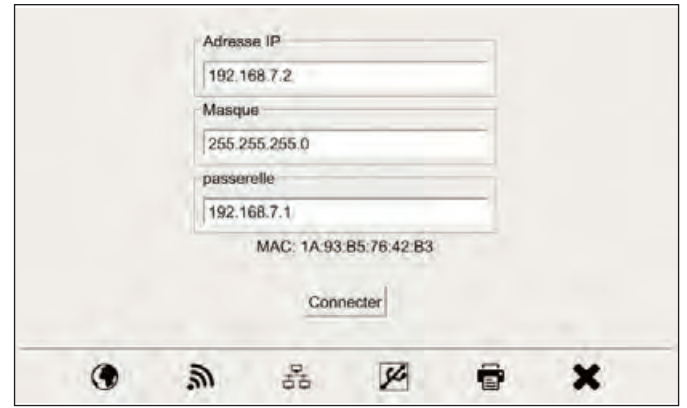 Adresse IP
192.168.7.2
Masque
255.255.255.0
passerelle
192.168.7.1
MAC: 1A:93:B5:76:42:B3
Connecter